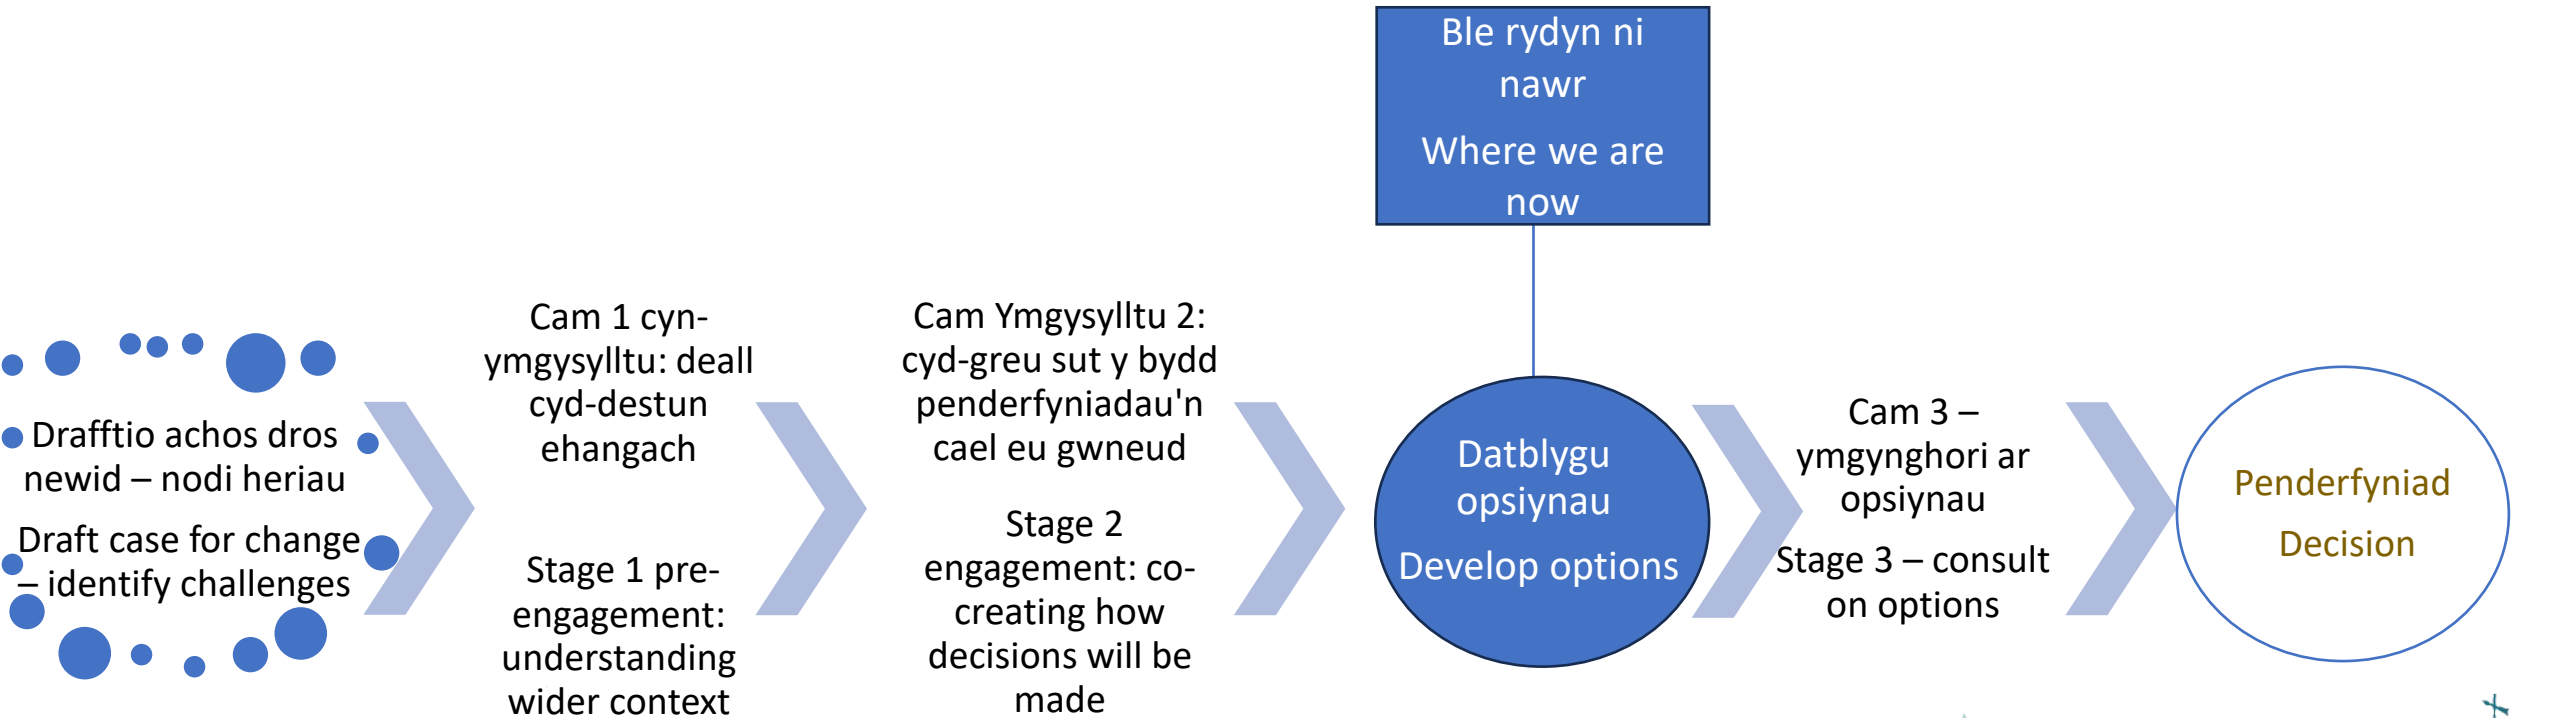 Drafftio achos dros
newid – nodi heriau
Draft case for change
– identify challenges
Cam 1 cyn-
ymgysylltu: deall
cyd-destun
ehangach
Stage 1 pre-
engagement:
understanding
wider context
Cam Ymgysylltu 2:
cyd-greu sut y bydd
penderfyniadau'n
cael eu gwneud
Stage 2
engagement: co-
creating how
decisions will be
made
Ble rydyn ni
nawr
Where we are
now
Datblygu
opsiynau
Develop options
Cam 3 –
ymgynghori ar
opsiynau
Stage 3 – consult
on options
Penderfyniad
Decision